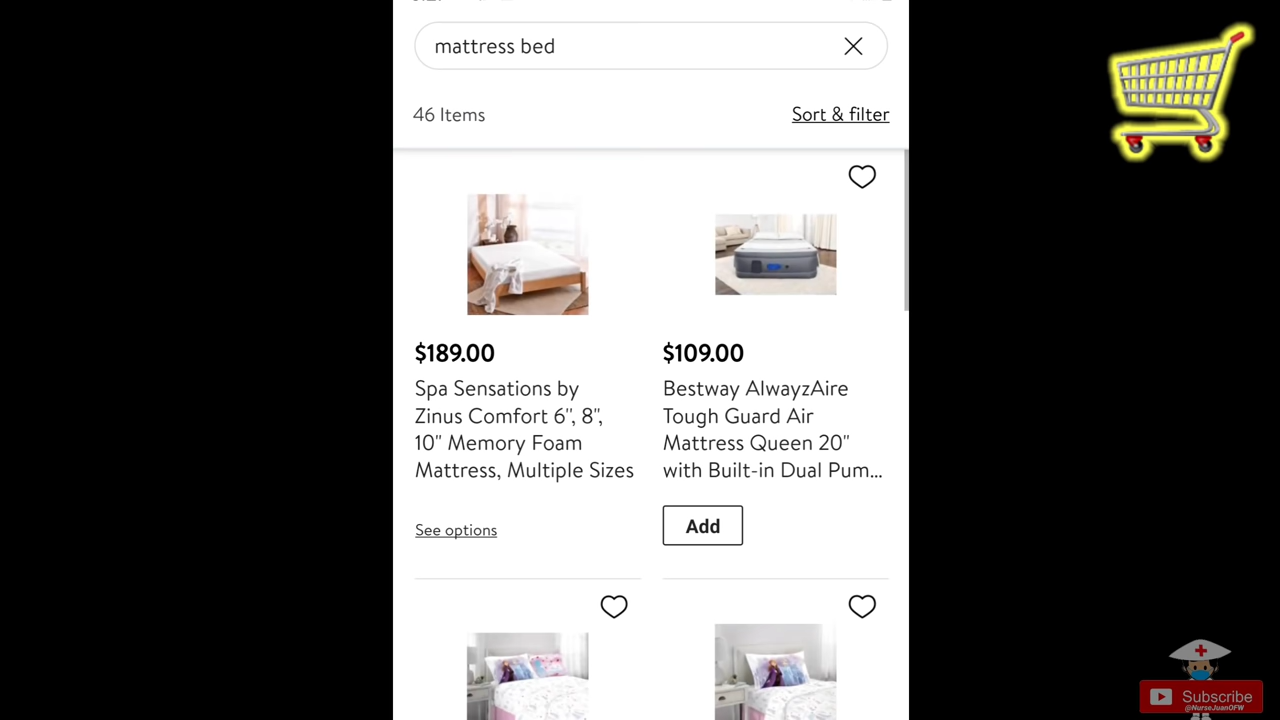 mattress bed
46 Items
Sort & filter
$189.00
Spa Sensations by
Zinus Comfort 6", 8",
10" Memory Foam
Mattress, Multiple Sizes
See options
$109.00
Bestway AlwayzAire
Tough Guard Air
Mattress Queen 20"
with Built-in Dual Pum...
Add
Subscribe
@NurseJuanOFW